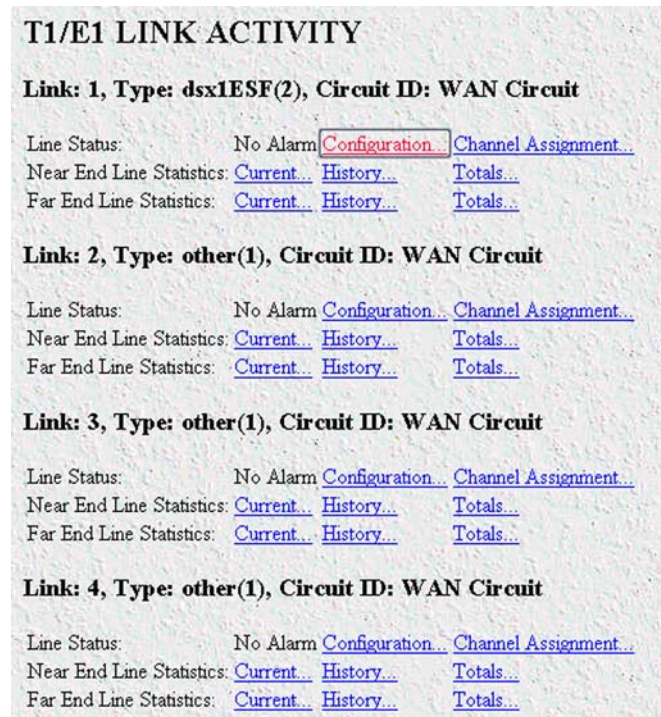 T1/E1 LINK ACTIVITY
Link: 1, Type: dsx1ESF(2), Circuit ID: WAN Circuit
Line Status: No Alarm Configuration... Channel Assignment...
Near End Line Statistics: Current... History... Totals...
Far End Line Statistics: Current... History... Totals...
Link: 2, Type: other(1), Circuit ID: WAN Circuit
Line Status: No Alarm Configuration... Channel Assignment...
Near End Line Statistics: Current... History... Totals...
Far End Line Statistics: Current... History... Totals...
Link: 3, Type: other(1), Circuit ID: WAN Circuit
Line Status: No Alarm Configuration... Channel Assignment...
Near End Line Statistics: Current... History... Totals...
Far End Line Statistics: Current... History... Totals...
Link: 4, Type: other(1), Circuit ID: WAN Circuit
Line Status: No Alarm Configuration... Channel Assignment...
Near End Line Statistics: Current... History... Totals...
Far End Line Statistics: Current... History... Totals...